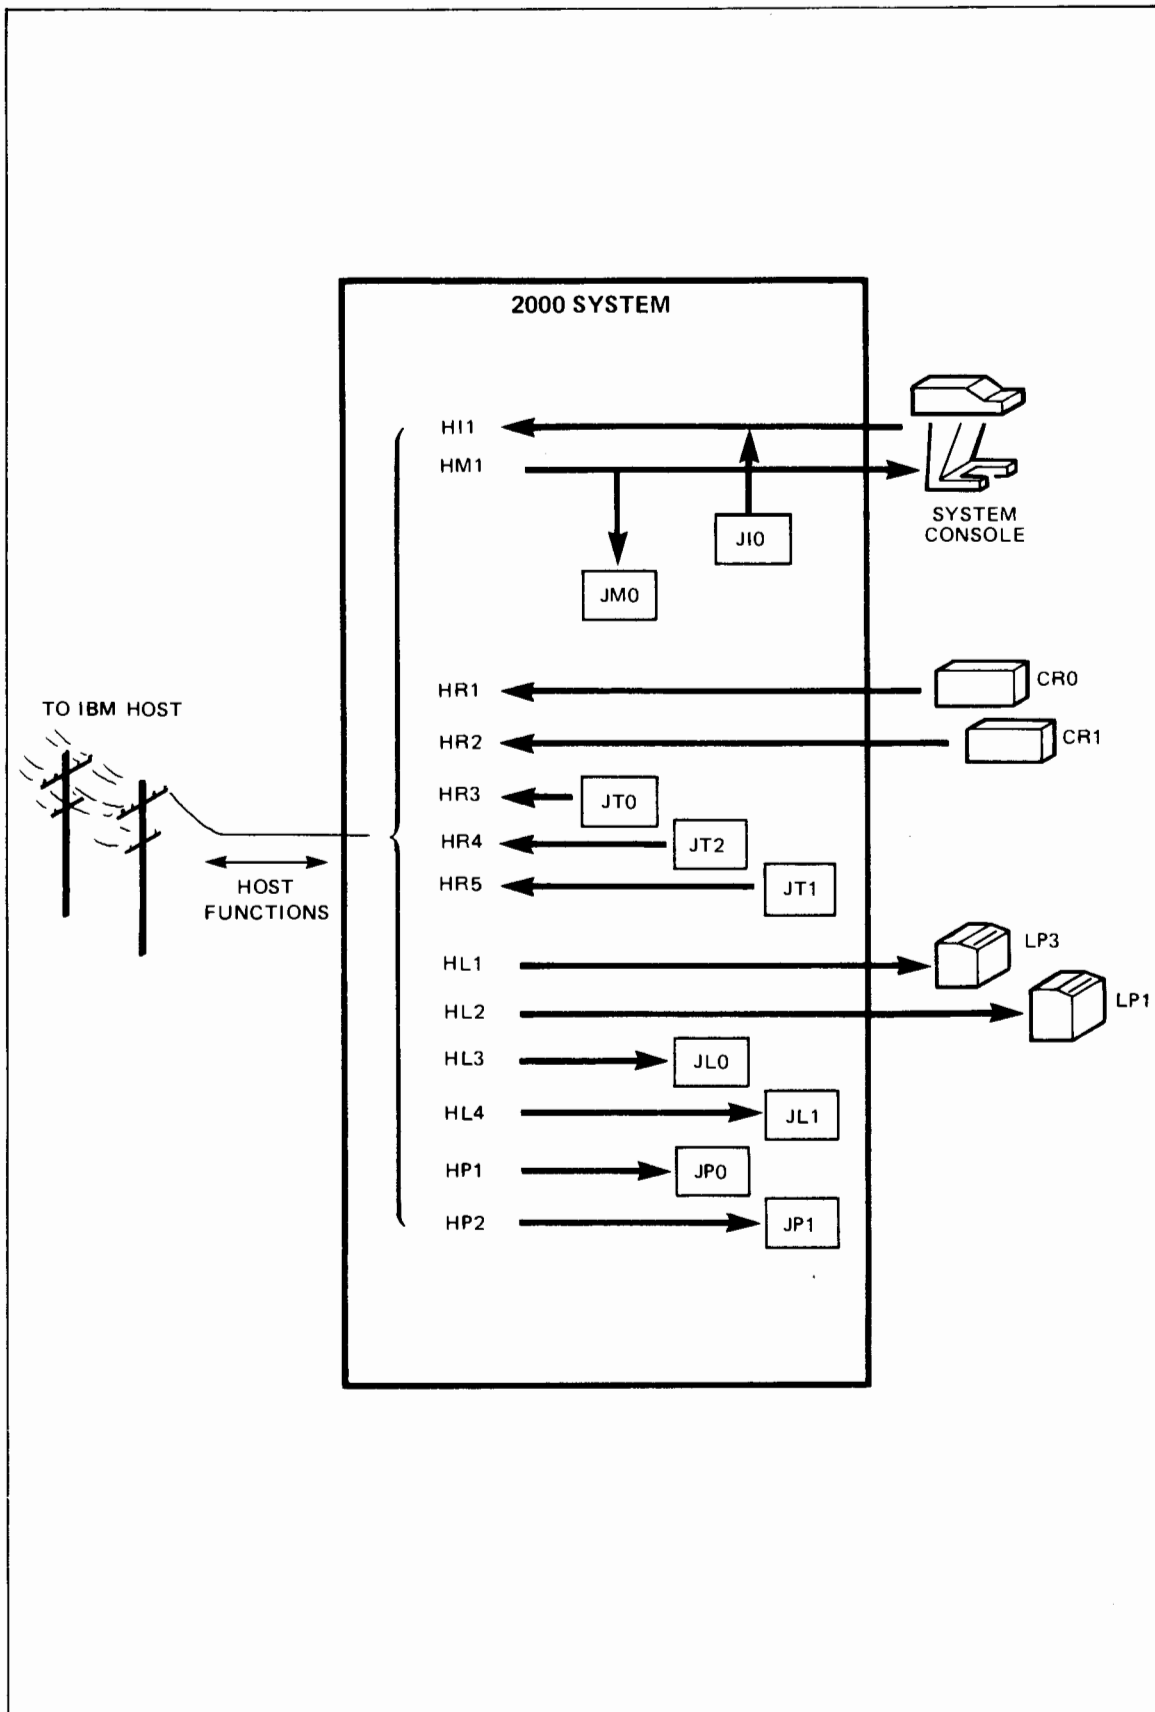 2000 SYSTEM
HI1
HM1
SYSTEM
CONSOLE
JI0
JM0
HR1
CR0
TO IBM HOST
HR2
CR1
HR3
JT0
HR4
JT2
HR5
JT1
HOST
FUNCTIONS
HL1
LP3
HL2
LP1
HL3
JL0
HL4
JL1
HP1
JP0
HP2
JP1